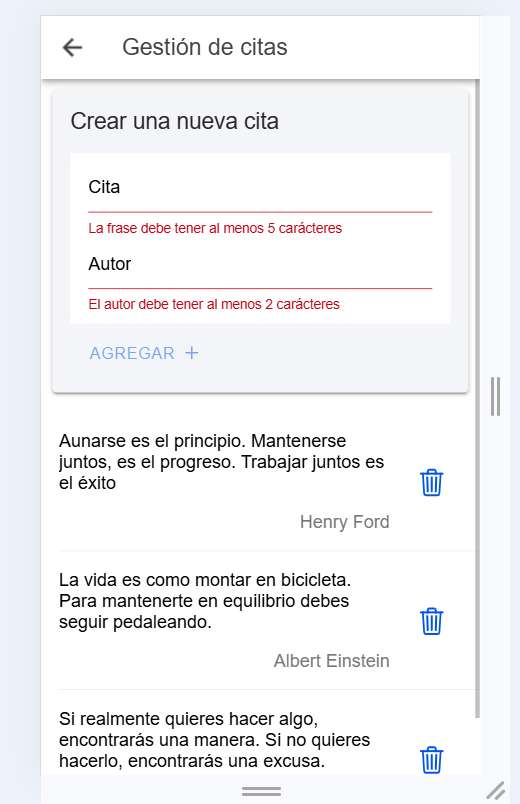 Gestión de citas
Crear una nueva cita
Cita
La frase debe tener al menos 5 carácteres
Autor
El autor debe tener al menos 2 carácteres
AGREGAR +
Aunarse es el principio. Mantenerse
juntos, es el progreso. Trabajar juntos es
el éxito
Henry Ford
La vida es como montar en bicicleta.
Para mantenerte en equilibrio debes
seguir pedaleando.
Albert Einstein
Si realmente quieres hacer algo,
encontrarás una manera. Si no quieres
hacerlo, encontrarás una excusa.